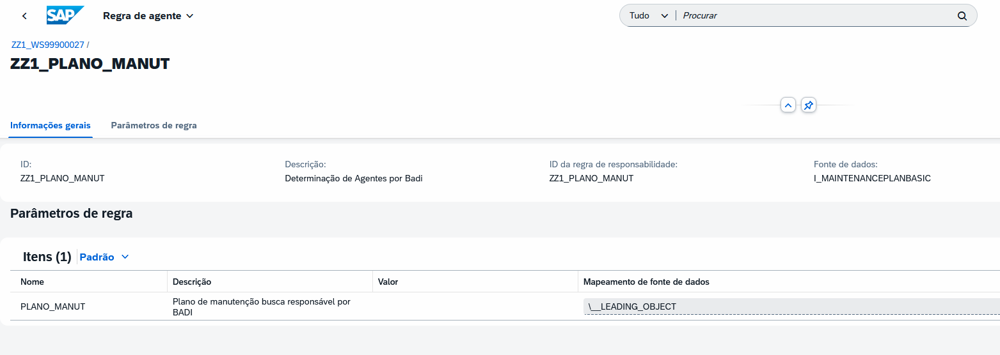 SAP Regra de agente Tudo Procurar
ZZ1_WS99900027 /
ZZ1_PLANO_MANUT
Informações gerais Parâmetros de regra
ID: Descrição: ID da regra de responsabilidade: Fonte de dados:
ZZ1_PLANO_MANUT Determinação de Agentes por Badi ZZ1_PLANO_MANUT I_MAINTENANCEPLANBASIC
Parâmetros de regra
Itens (1) Padrão
Nome Descrição Valor Mapeamento de fonte de dados
PLANO_MANUT Plano de manutenção busca responsável por \__LEADING_OBJECT
BADI